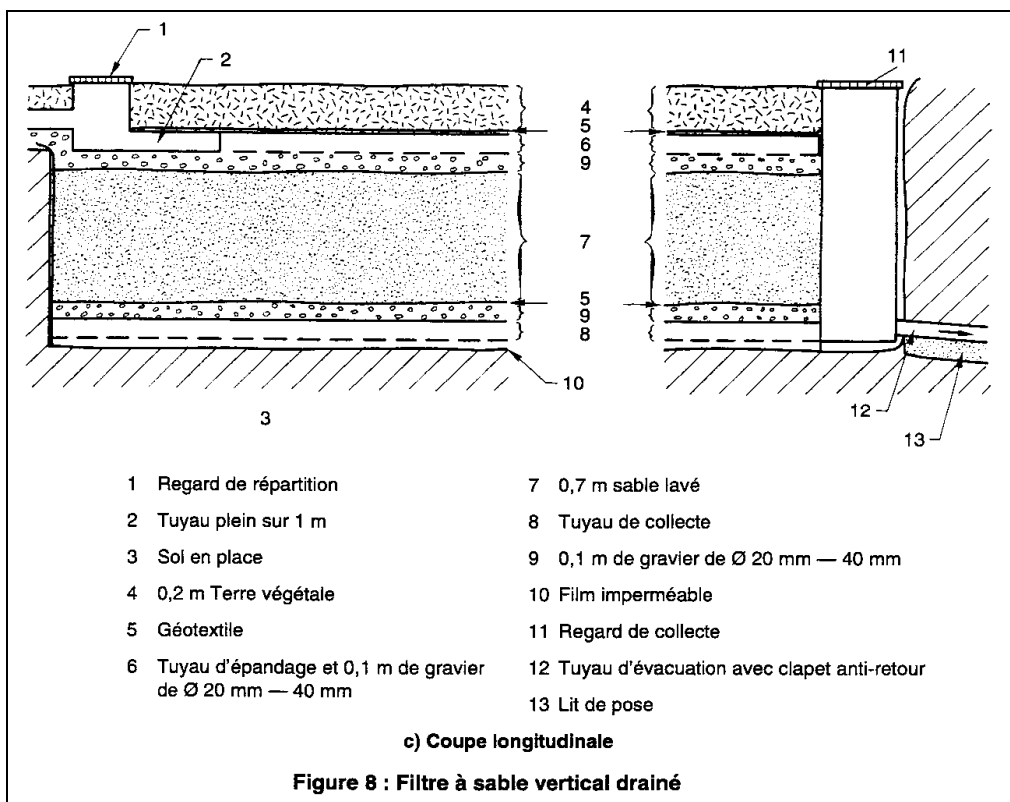 1
2
11
4
5
6
9
7
5
9
8
10
3
12
13
1 Regard de répartition
2 Tuyau plein sur 1 m
3 Sol en place
4 0,2 m Terre végétale
5 Géotextile
6 Tuyau d'épandage et 0,1 m de gravier
de Ø 20 mm — 40 mm
7 0,7 m sable lavé
8 Tuyau de collecte
9 0,1 m de gravier de Ø 20 mm — 40 mm
10 Film imperméable
11 Regard de collecte
12 Tuyau d'évacuation avec clapet anti-retour
13 Lit de pose
c) Coupe longitudinale
Figure 8 : Filtre à sable vertical drainé